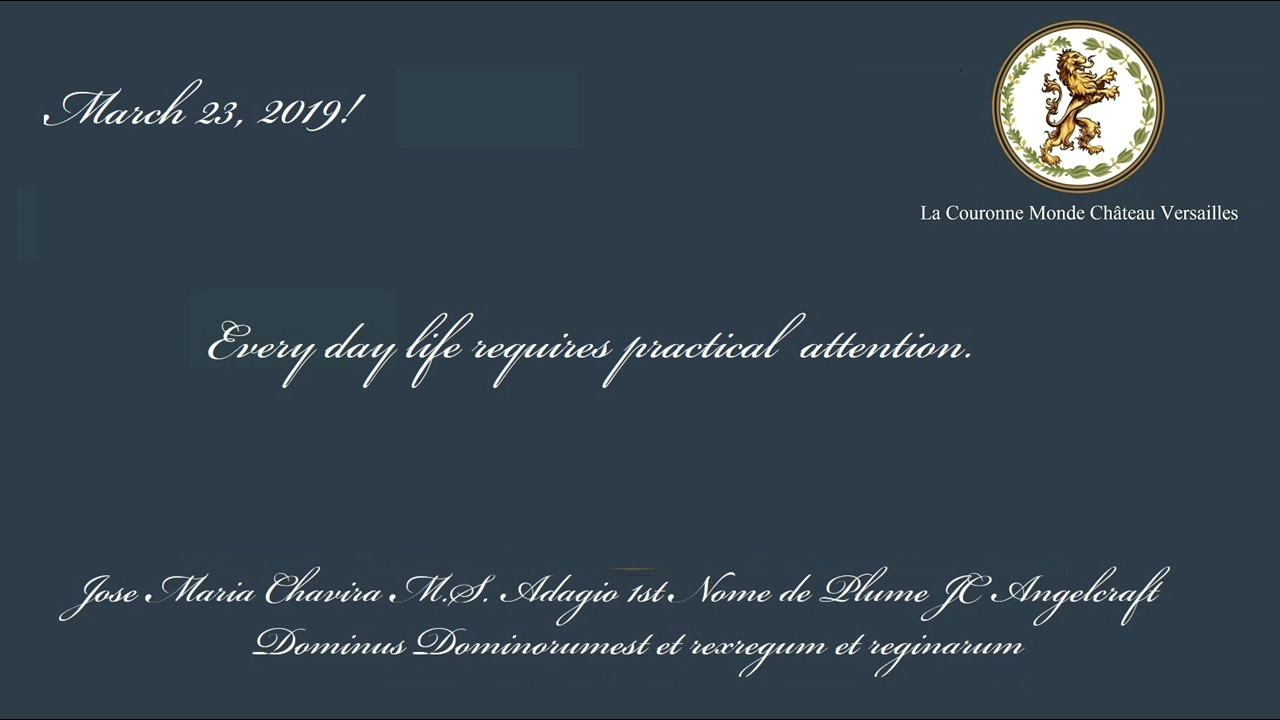 March 23, 2019!
La Couronne Monde Château Versailles
Every day life requires practical attention.
Jose Maria Chavira M.S. Adagio 1st Nome de Plume JC Angelcraft
Dominus Dominorumest et rexregum et reginarum